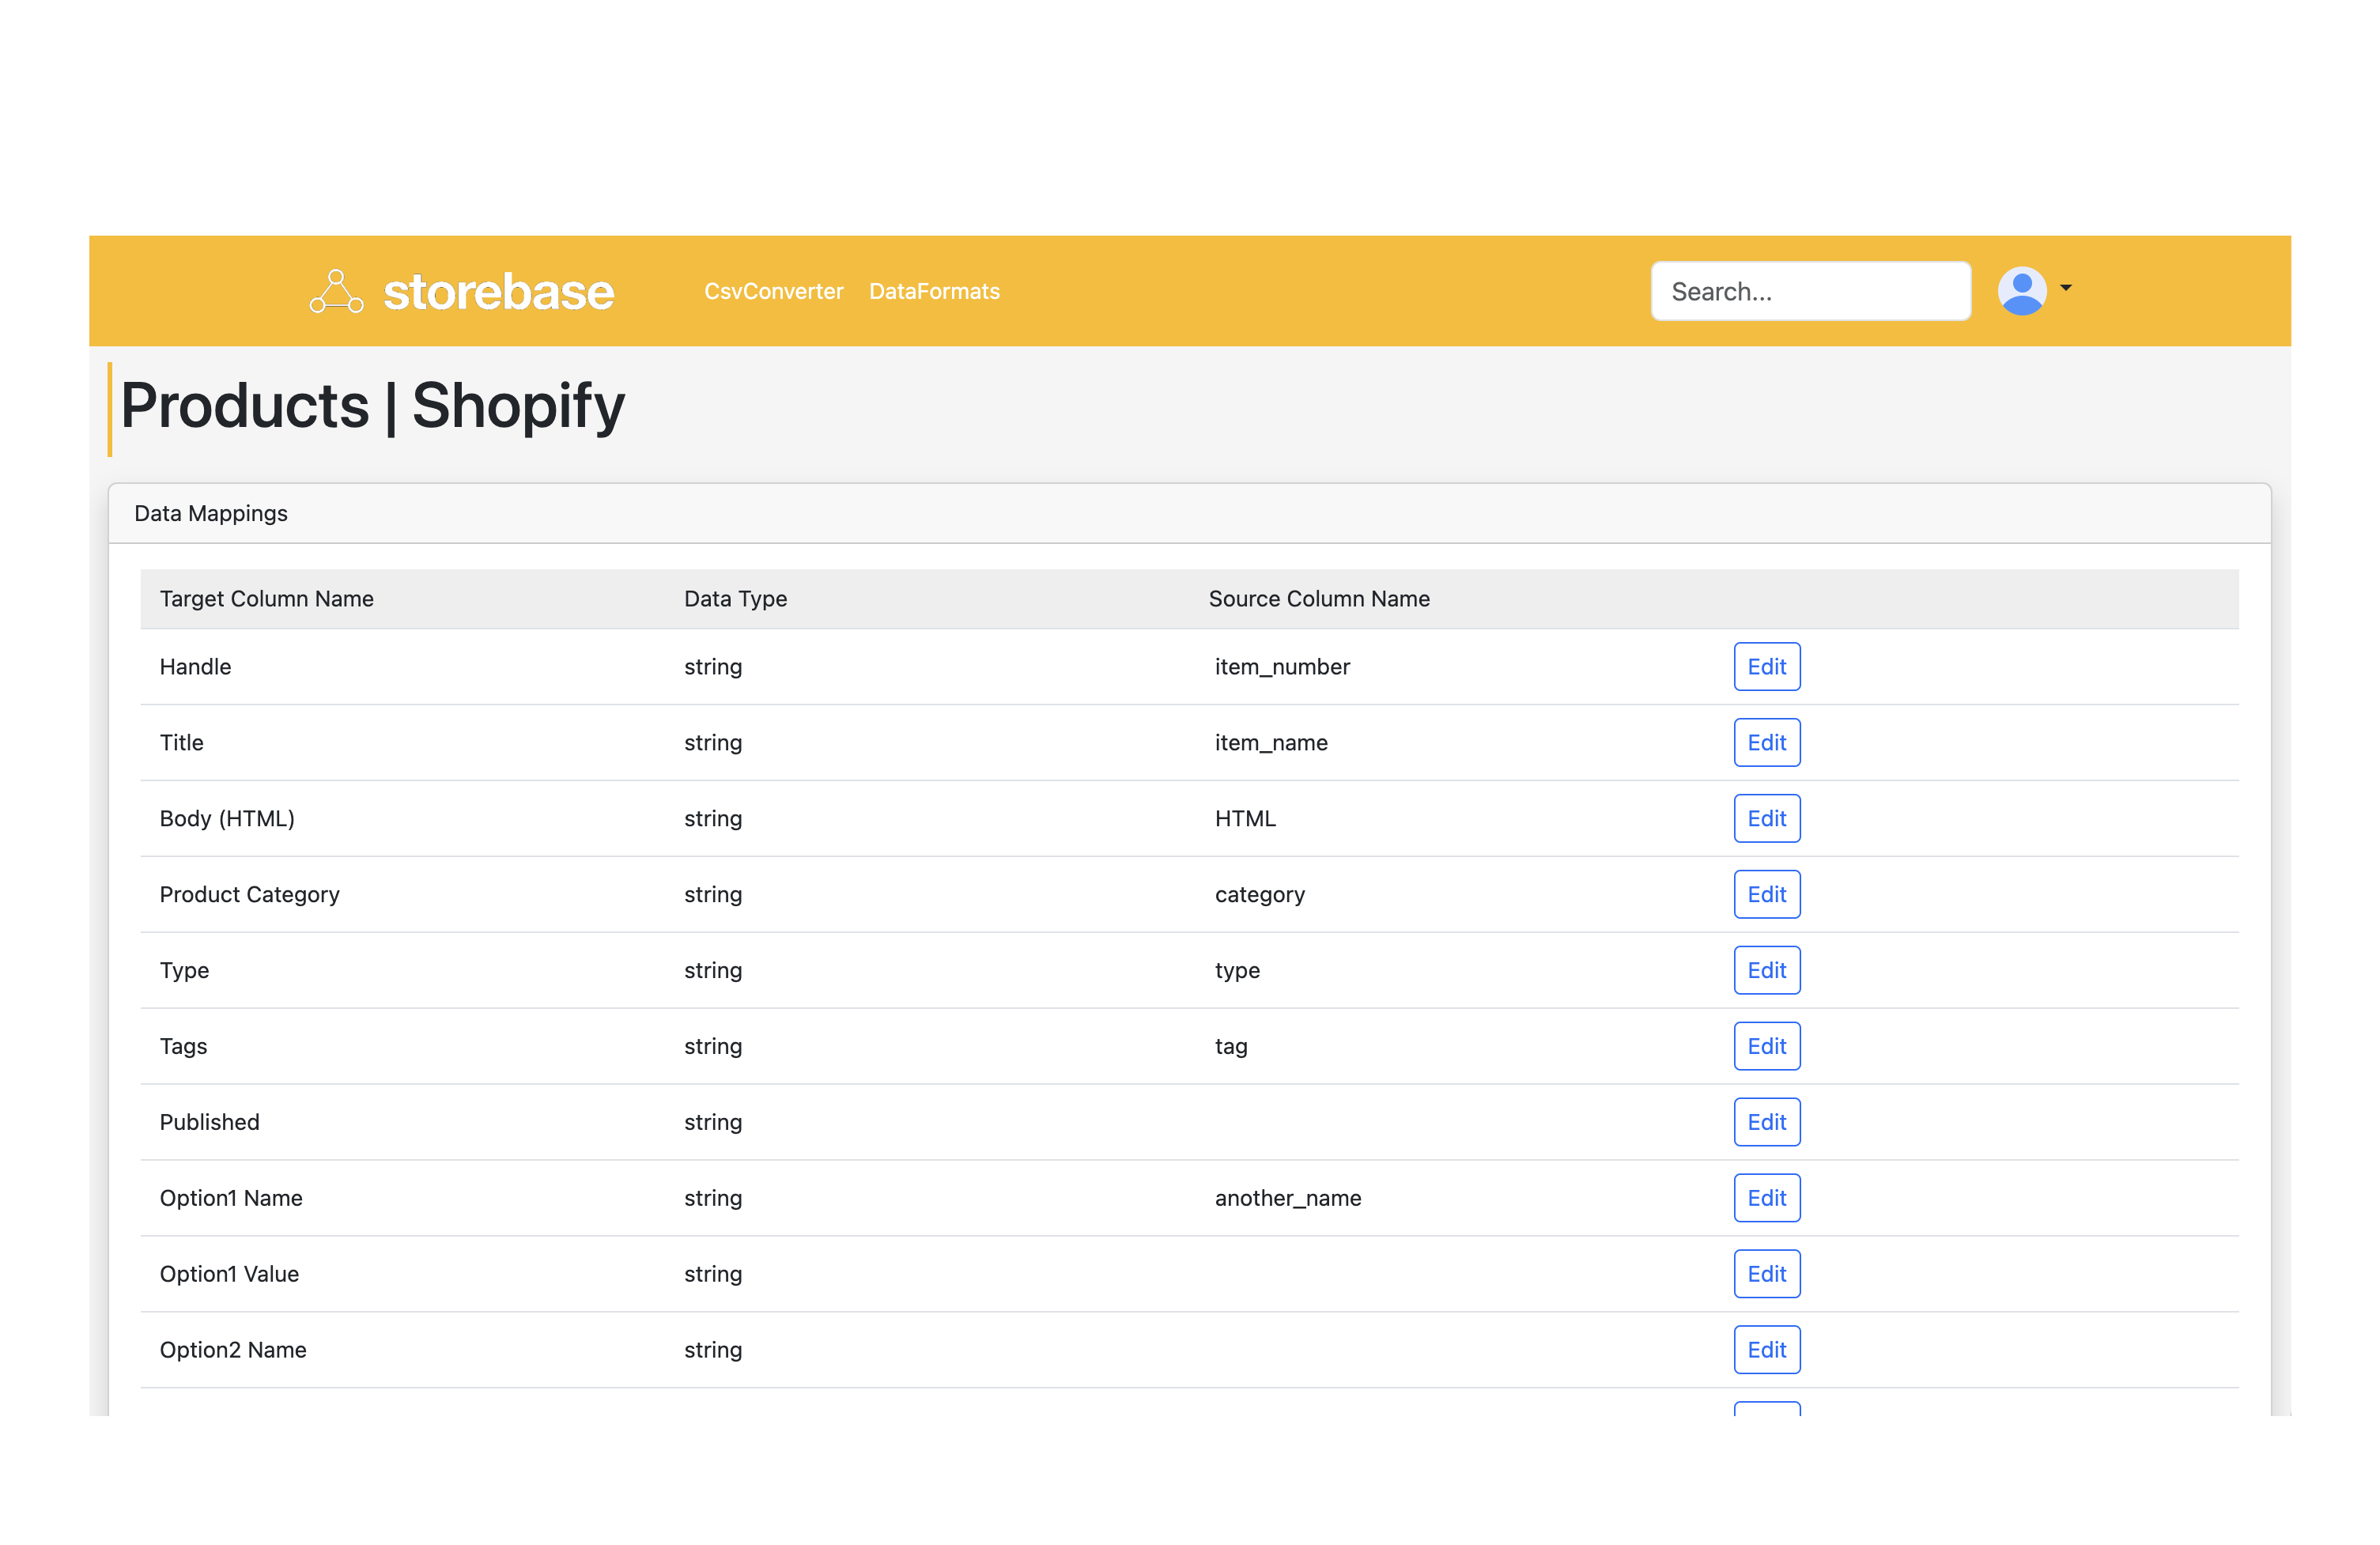 storebase CsvConverter DataFormats Search...
Products | Shopify
Data Mappings
Target Column Name Data Type Source Column Name
Handle string item_number Edit
Title string item_name Edit
Body (HTML) string HTML Edit
Product Category string category Edit
Type string type Edit
Tags string tag Edit
Published string Edit
Option1 Name string another_name Edit
Option1 Value string Edit
Option2 Name string Edit